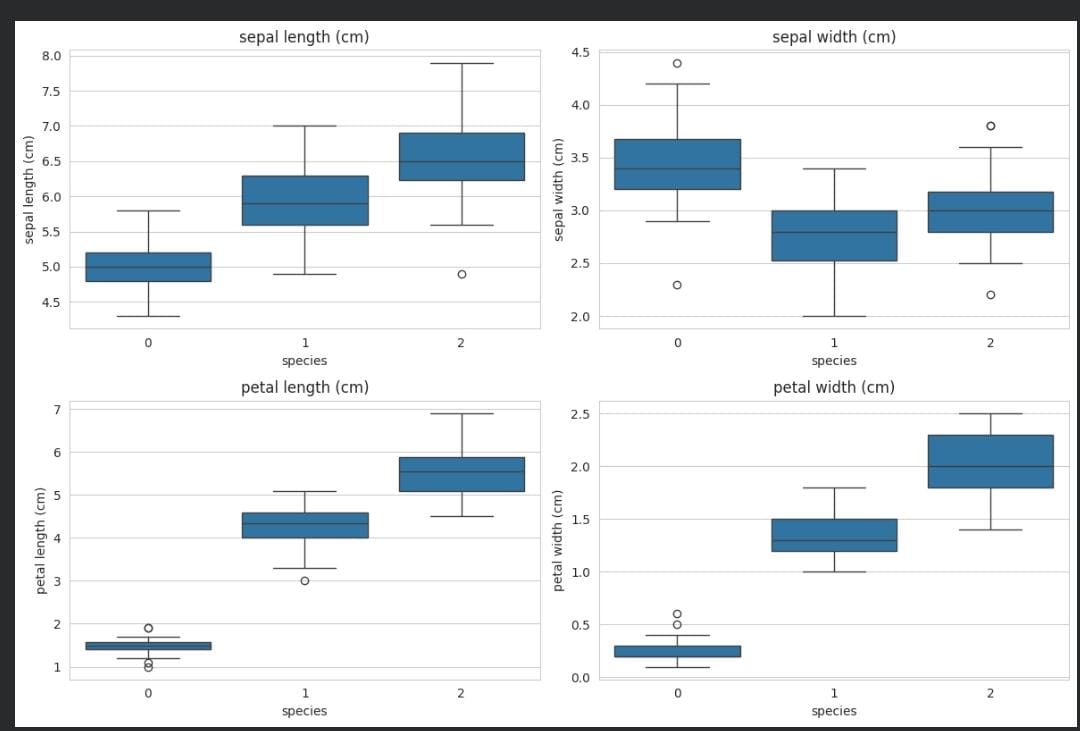 sepal length (cm)
sepal length (cm)
8.0
7.5
7.0
6.5
6.0
5.5
5.0
4.5
0 1 2
species
sepal width (cm)
sepal width (cm)
4.5
4.0
3.5
3.0
2.5
2.0
0 1 2
species
petal length (cm)
petal length (cm)
7
6
5
4
3
2
1
0 1 2
species
petal width (cm)
petal width (cm)
2.5
2.0
1.5
1.0
0.5
0.0
0 1 2
species